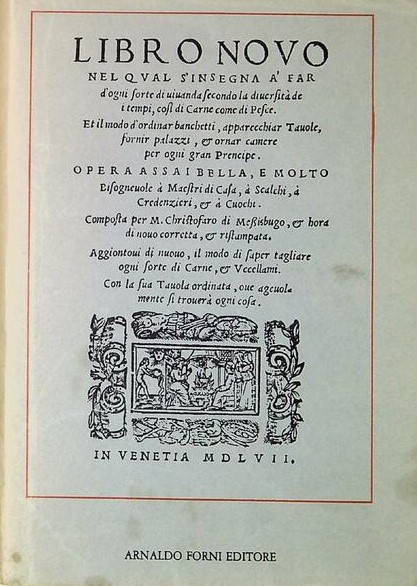 LIBRO NOVO
NEL QVAL S'INSEGNA A' FAR
d'ogni sorte di viuanda secondo la diuersità de
i tempi, così di Carne come di Pesce.
Et il modo d'ordinar banchetti, apparecchiar Tauole,
fornir palazzi, & ornar camere
per ogni gran Prencipe.
OPERA ASSAI BELLA, E MOLTO
Bisogneuole à Maestri di Casa, à Scalchi, à
Credenzieri, & à Cuochi.
Composta per M. Christofaro di Messisbugo, & hora
di nouo corretta, & ristampata.
Aggiontoui di nuouo, il modo di saper tagliare
ogni sorte di Carne, & Vccellami.
Con la sua Tauola ordinata, oue ageuola
mente si trouerà ogni cosa.
IN VENETIA MDLVII.
ARNALDO FORNI EDITORE